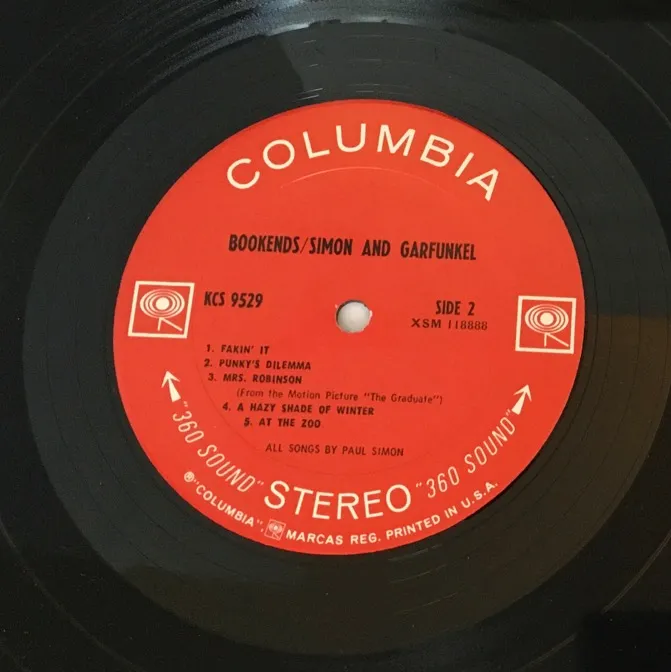 COLUMBIA
BOOKENDS/SIMON AND GARFUNKEL
KCS 9529
SIDE 2
XSM 118888
1. FAKIN' IT
2. PUNKY'S DILEMMA
3. MRS. ROBINSON
(From the Motion Picture "The Graduate")
4. A HAZY SHADE OF WINTER
5. AT THE ZOO
ALL SONGS BY PAUL SIMON
"360 SOUND" STEREO "360 SOUND"
® "COLUMBIA", MARCAS REG. PRINTED IN U.S.A.